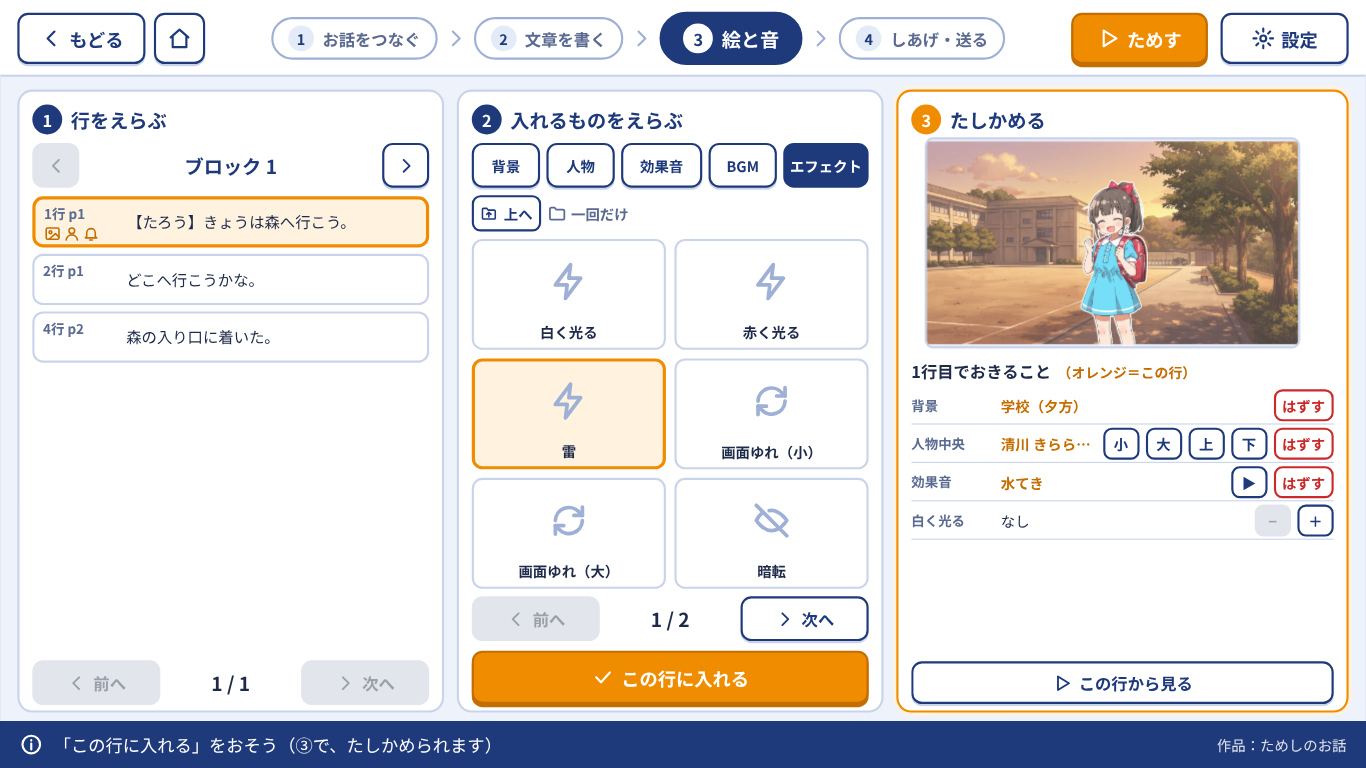 もどる
1 お話をつなぐ
2 文章を書く
3 絵と音
4 しあげ・送る
ためす
設定
1 行をえらぶ
ブロック 1
1行 p1
【たろう】きょうは森へ行こう。
2行 p1
どこへ行こうかな。
4行 p2
森の入り口に着いた。
前へ
1 / 1
次へ
2 入れるものをえらぶ
背景 人物 効果音 BGM エフェクト
上へ 一回だけ
白く光る
赤く光る
雷
画面ゆれ（小）
画面ゆれ（大）
暗転
前へ
1 / 2
次へ
この行に入れる
3 たしかめる
1行目でおきること （オレンジ＝この行）
背景 学校（夕方） はずす
人物中央 清川 きらら… 小 大 上 下 はずす
効果音 水てき はずす
白く光る なし − ＋
この行から見る
「この行に入れる」をおそう（③で、たしかめられます）
作品：ためしのお話